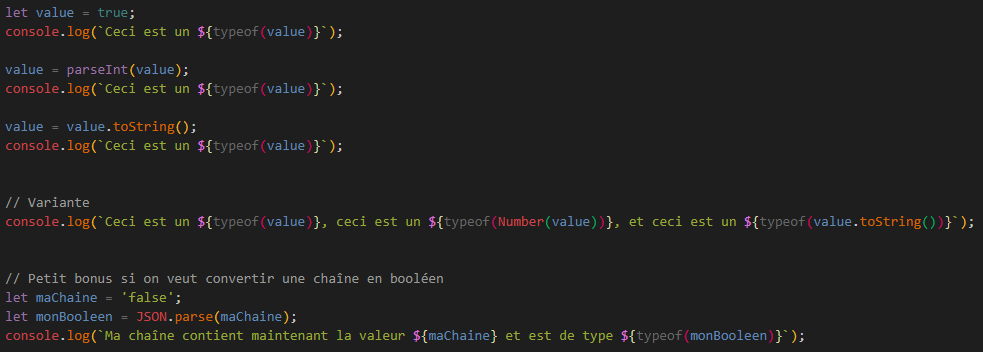 let value = true;
console.log(`Ceci est un ${typeof(value)}`);
value = parseInt(value);
console.log(`Ceci est un ${typeof(value)}`);
value = value.toString();
console.log(`Ceci est un ${typeof(value)}`);
// Variante
console.log(`Ceci est un ${typeof(value)}, ceci est un ${typeof(Number(value))}, et ceci est un ${typeof(value.toString())}`);
// Petit bonus si on veut convertir une chaîne en booléen
let maChaine = 'false';
let monBooleen = JSON.parse(maChaine);
console.log(`Ma chaîne contient maintenant la valeur ${maChaine} et est de type ${typeof(monBooleen)}`);